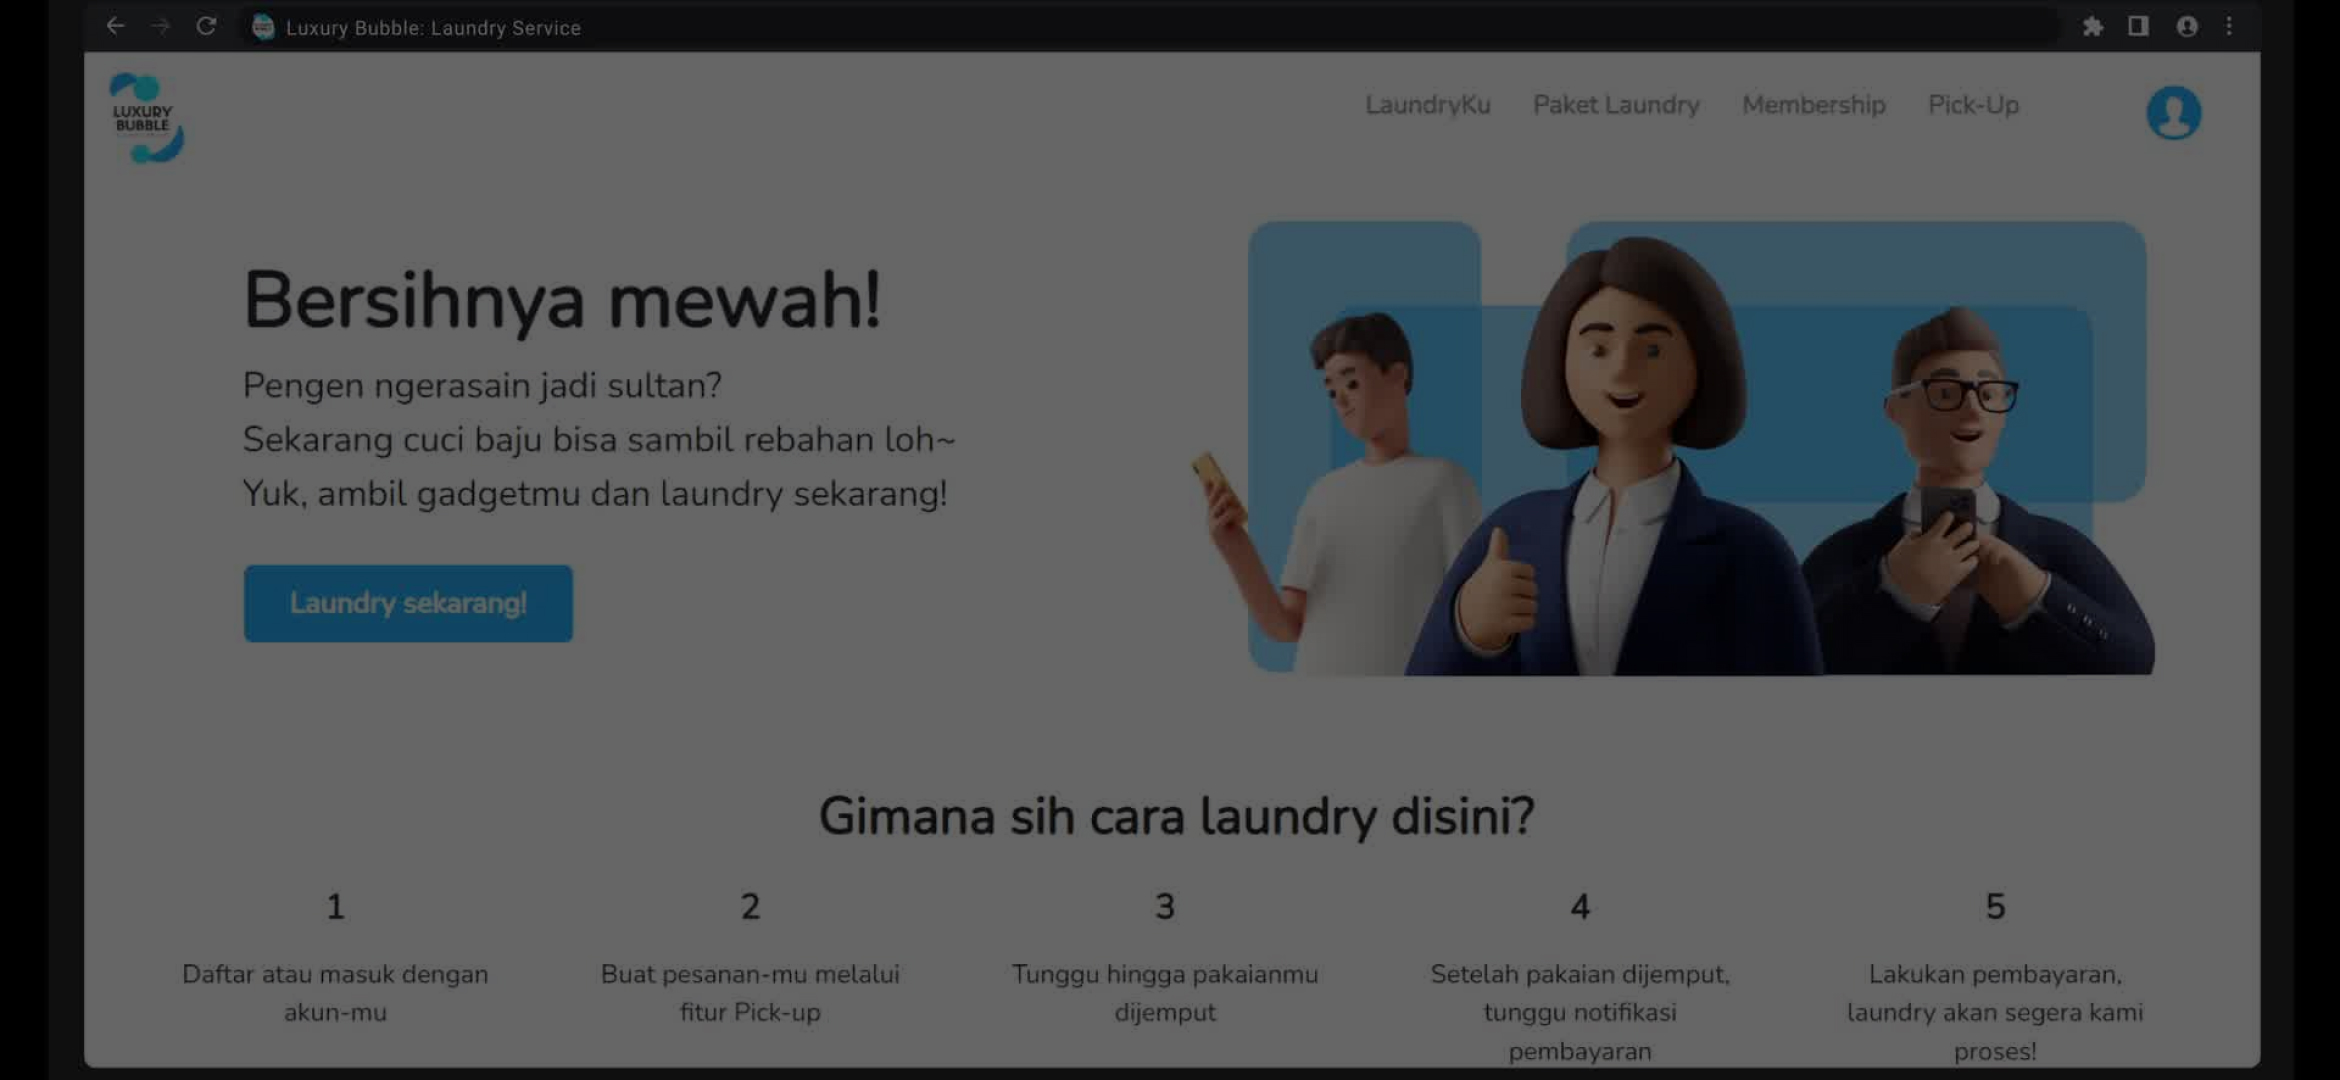 Luxury Bubble: Laundry Service
LUXURY
BUBBLE
LaundryKu Paket Laundry Membership Pick-Up
Bersihnya mewah!
Pengen ngerasain jadi sultan?
Sekarang cuci baju bisa sambil rebahan loh~
Yuk, ambil gadgetmu dan laundry sekarang!
Laundry sekarang!
Gimana sih cara laundry disini?
1
Daftar atau masuk dengan
akun-mu
2
Buat pesanan-mu melalui
fitur Pick-up
3
Tunggu hingga pakaianmu
dijemput
4
Setelah pakaian dijemput,
tunggu notifikasi
pembayaran
5
Lakukan pembayaran,
laundry akan segera kami
proses!